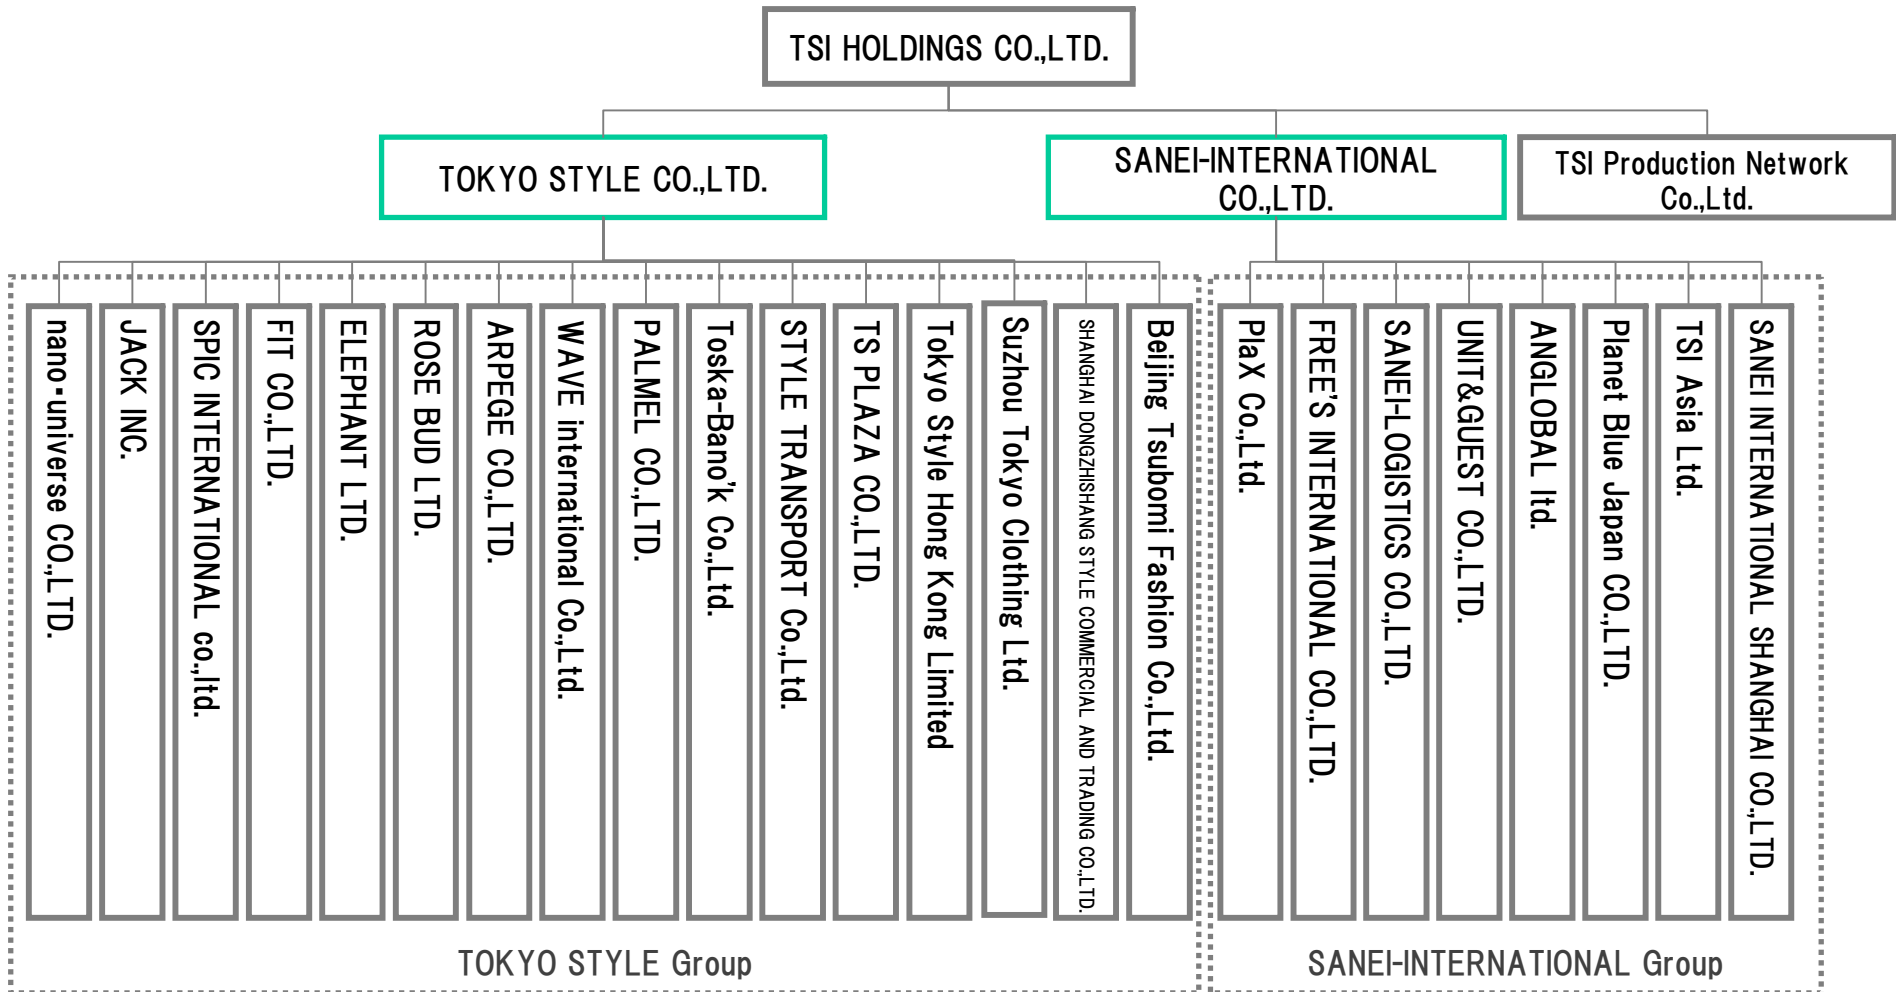 TSI HOLDINGS CO.,LTD.
TOKYO STYLE CO.,LTD.
SANEI-INTERNATIONAL
CO.,LTD.
TSI Production Network
Co.,Ltd.
nano・universe CO.,LTD.
JACK INC.
SPIC INTERNATIONAL co.,ltd.
FIT CO.,LTD.
ELEPHANT LTD.
ROSE BUD LTD.
ARPEGE CO.,LTD.
WAVE international Co.,Ltd.
PALMEL CO.,LTD.
Toska-Bano'k Co.,Ltd.
STYLE TRANSPORT Co.,Ltd.
TS PLAZA CO.,LTD.
Tokyo Style Hong Kong Limited
Suzhou Tokyo Clothing Ltd.
SHANGHAI DONGZHISHANG STYLE COMMERCIAL AND TRADING CO.,LTD.
Beijing Tsubomi Fashion Co.,Ltd.
PlaX Co.,Ltd.
FREE'S INTERNATIONAL CO.,LTD.
SANEI-LOGISTICS CO.,LTD.
UNIT&GUEST CO.,LTD.
ANGLOBAL ltd.
Planet Blue Japan CO.,LTD.
TSI Asia Ltd.
SANEI INTERNATIONAL SHANGHAI CO.,LTD.
TOKYO STYLE Group
SANEI-INTERNATIONAL Group